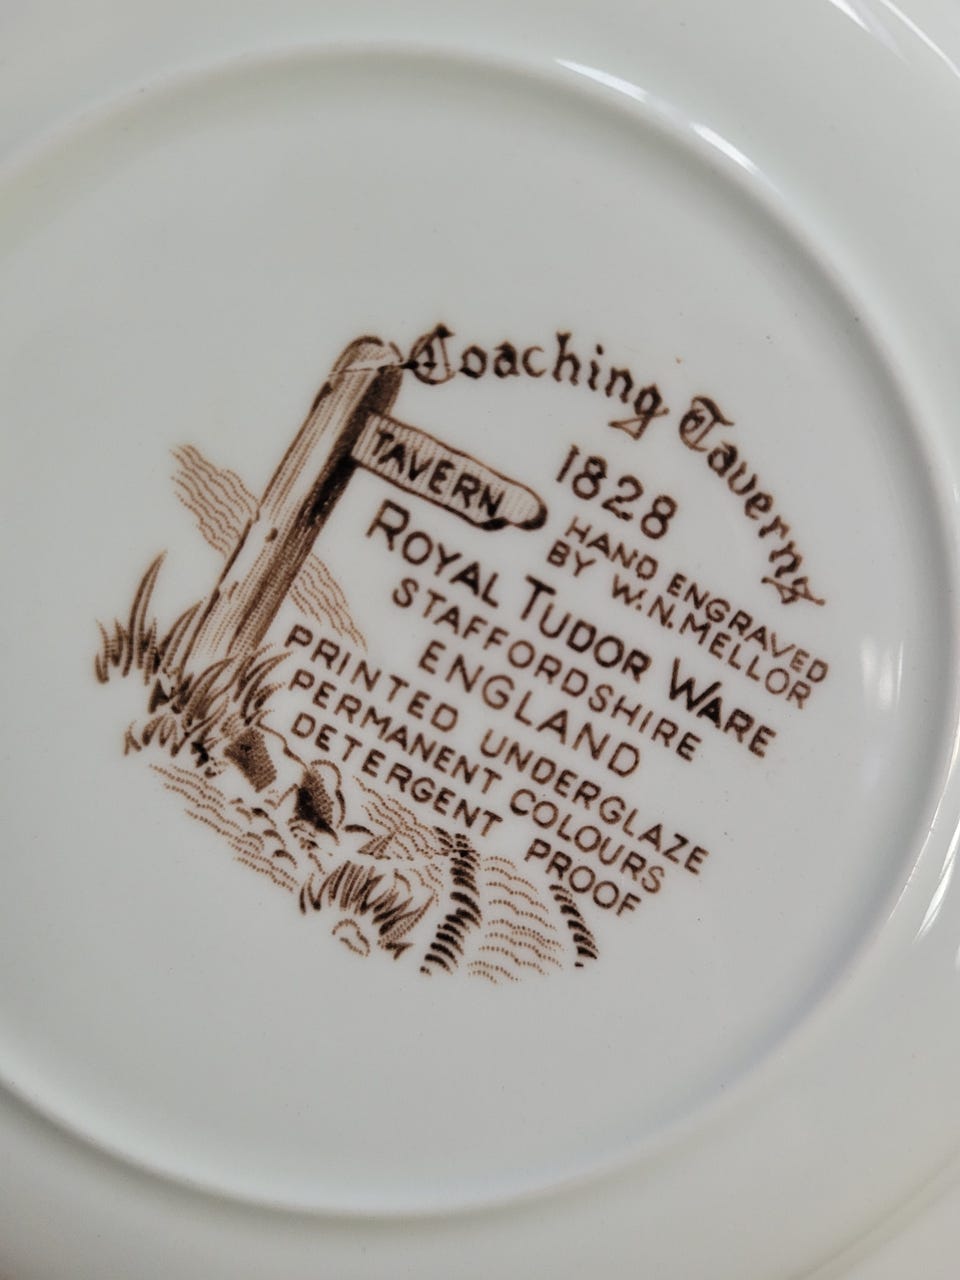 Coaching Taverns
TAVERN
1828
HAND ENGRAVED
BY W.N.MELLOR
ROYAL TUDOR WARE
STAFFORDSHIRE
ENGLAND
PRINTED UNDERGLAZE
PERMANENT COLOURS
DETERGENT PROOF